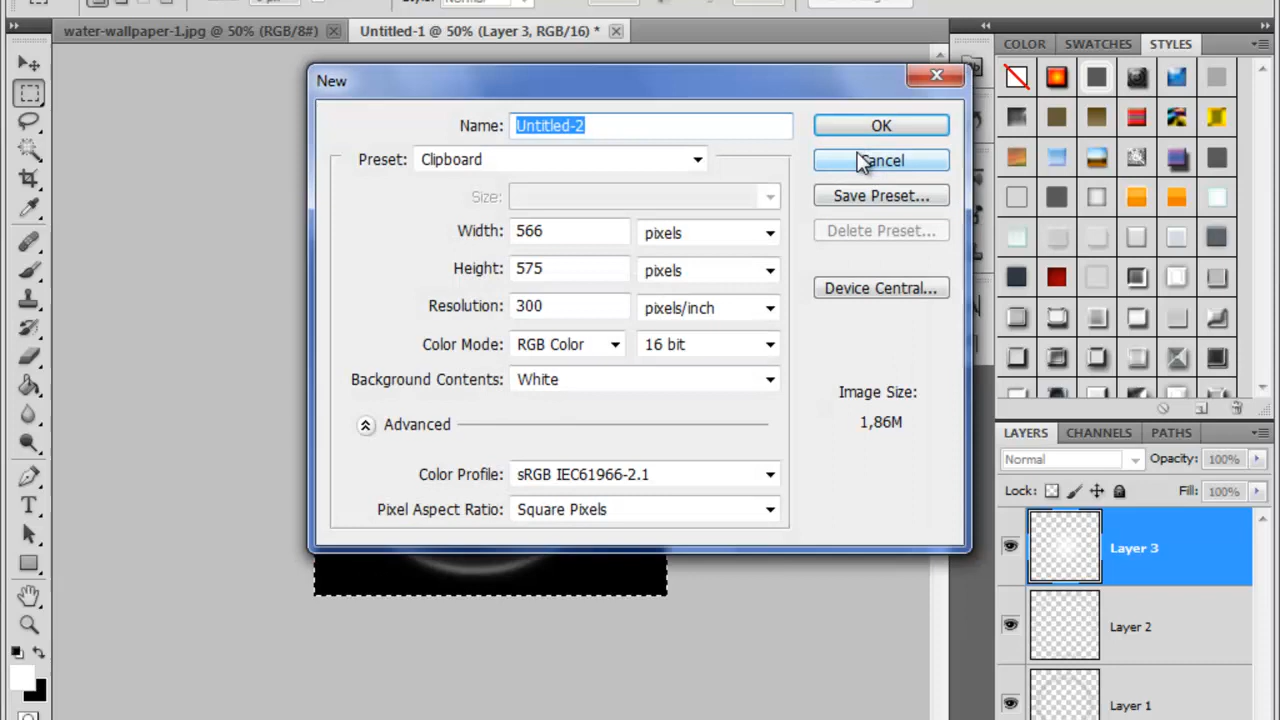 Style: Normal
water-wallpaper-1.jpg @ 50% (RGB/8#)
Untitled-1 @ 50% (Layer 3, RGB/16) *
COLOR SWATCHES STYLES
New
Name: Untitled-2
OK
Preset: Clipboard
Cancel
Size:
Save Preset...
Width: 566 pixels
Delete Preset...
Height: 575 pixels
Device Central...
Resolution: 300 pixels/inch
Color Mode: RGB Color 16 bit
Background Contents: White
Image Size:
1,86M
Advanced
Color Profile: sRGB IEC61966-2.1
Pixel Aspect Ratio: Square Pixels
LAYERS CHANNELS PATHS
Normal Opacity: 100%
Lock: Fill: 100%
Layer 3
Layer 2
Layer 1